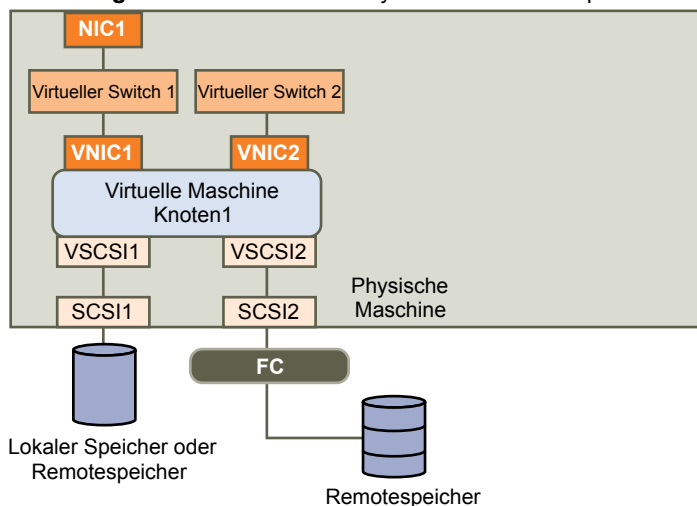 NIC1
Virtueller Switch 1
Virtueller Switch 2
VNIC1
VNIC2
Virtuelle Maschine
Knoten1
VSCSI1
VSCSI2
Physische
Maschine
SCSI1
SCSI2
FC
Lokaler Speicher oder
Remotespeicher
Remotespeicher